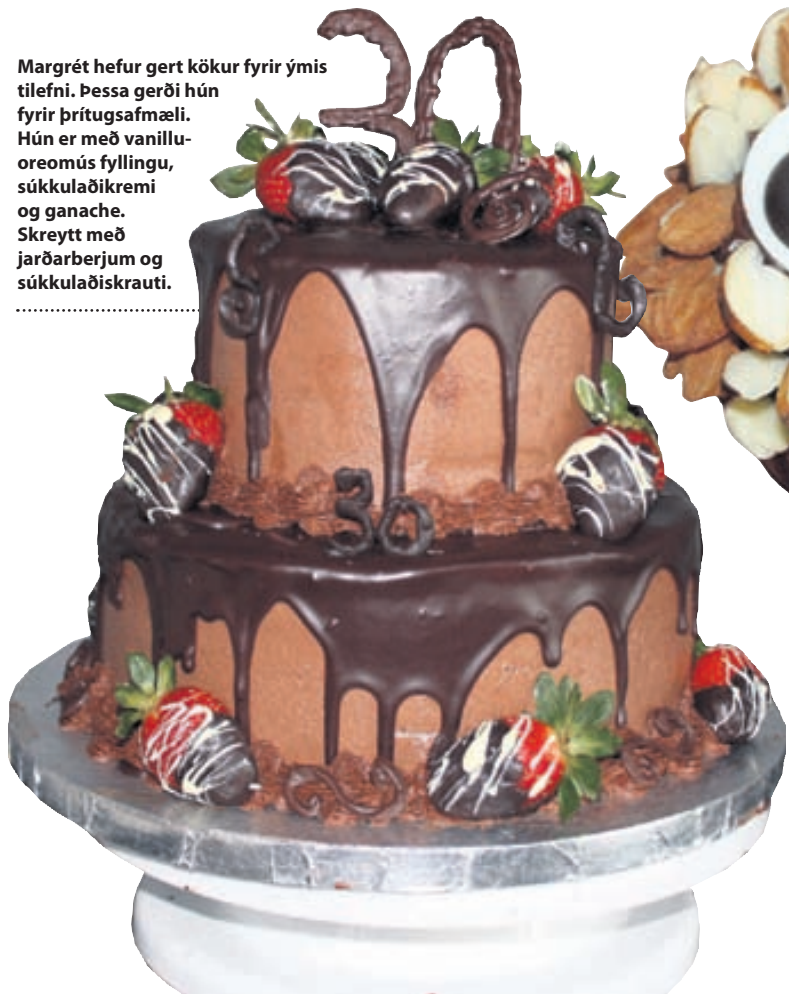 30
Margrét hefur gert kökur fyrir ýmis
tilefni. Þessa gerði hún
fyrir þrítugsafmæli.
Hún er með vanillu-
oreomús fyllingu,
súkkulaðikremi
og ganache.
Skreytt með
jarðarberjum og
súkkulaðiskrauti.
30